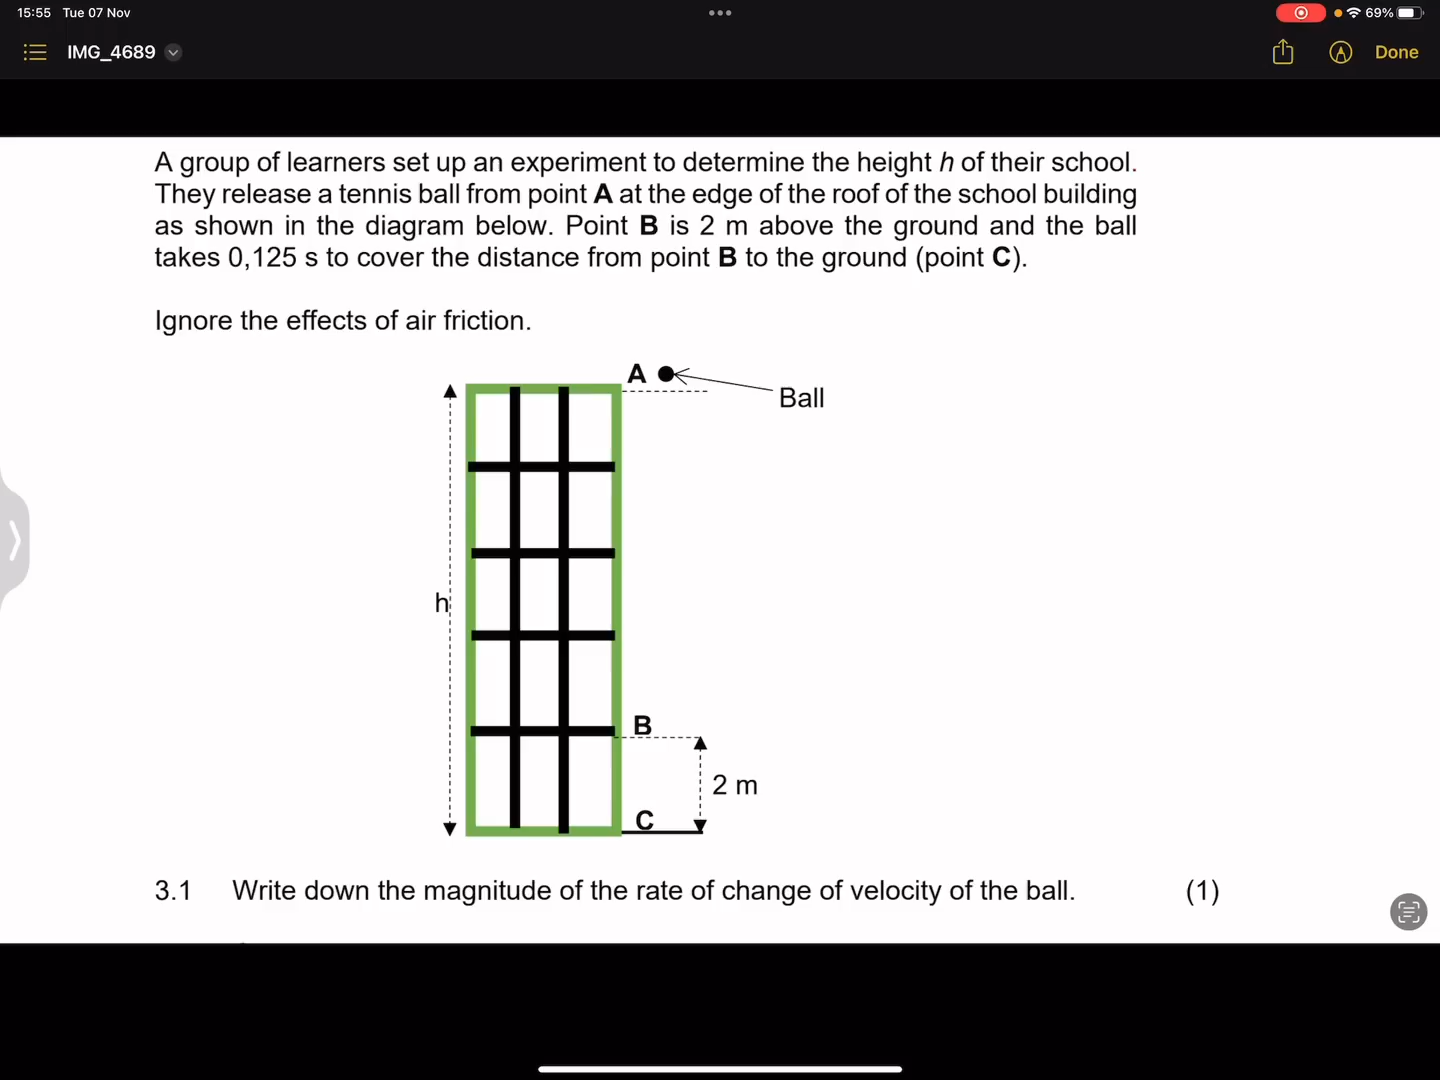 15:55 Tue 07 Nov
69%
IMG_4689
Done
A group of learners set up an experiment to determine the height h of their school.
They release a tennis ball from point A at the edge of the roof of the school building
as shown in the diagram below. Point B is 2 m above the ground and the ball
takes 0,125 s to cover the distance from point B to the ground (point C).
Ignore the effects of air friction.
A
Ball
h
B
2 m
C
3.1 Write down the magnitude of the rate of change of velocity of the ball. (1)